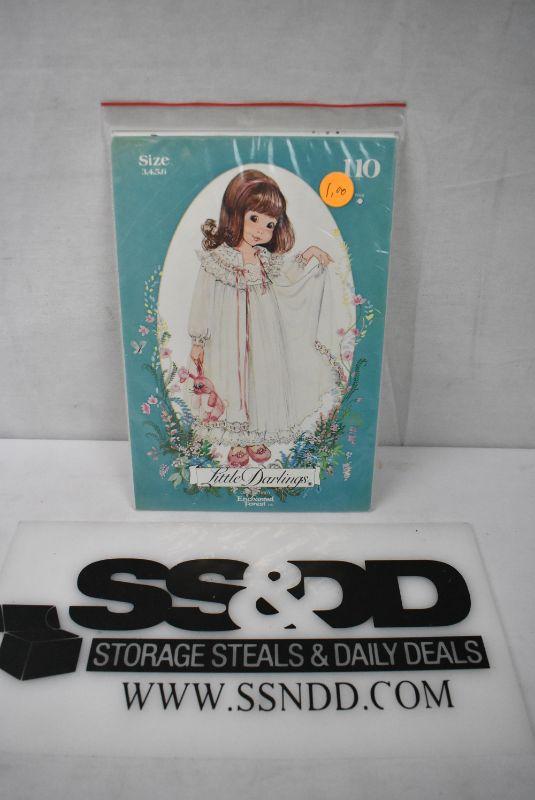 Size
3,4,5,6
110
1,00
Little Darlings®
Enchanted
Forest
SS&DD
STORAGE STEALS & DAILY DEALS
WWW.SSNDD.COM